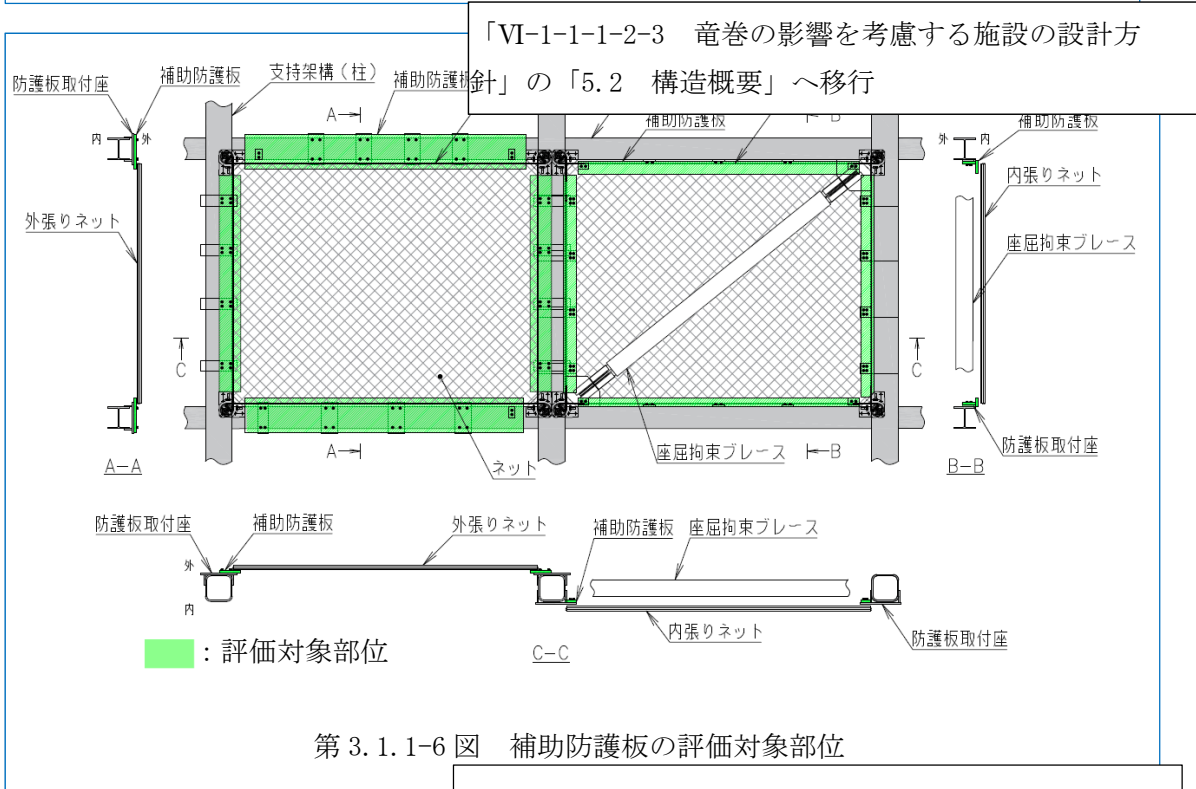 「Ⅵ-1-1-1-2-3 竜巻の影響を考慮する施設の設計方
針」の「5.2 構造概要」へ移行
防護板取付座
補助防護板
支持架構(柱)
補助防護板
A
補助防護板
B
補助防護板
内 外
外 内
外張りネット
内張りネット
座屈拘束ブレース
C
C
A
ネット
座屈拘束ブレース
B
防護板取付座
A-A
B-B
防護板取付座
補助防護板
外張りネット
補助防護板
座屈拘束ブレース
外
内
内張りネット
防護板取付座
:評価対象部位
C-C
第 3.1.1-6 図 補助防護板の評価対象部位